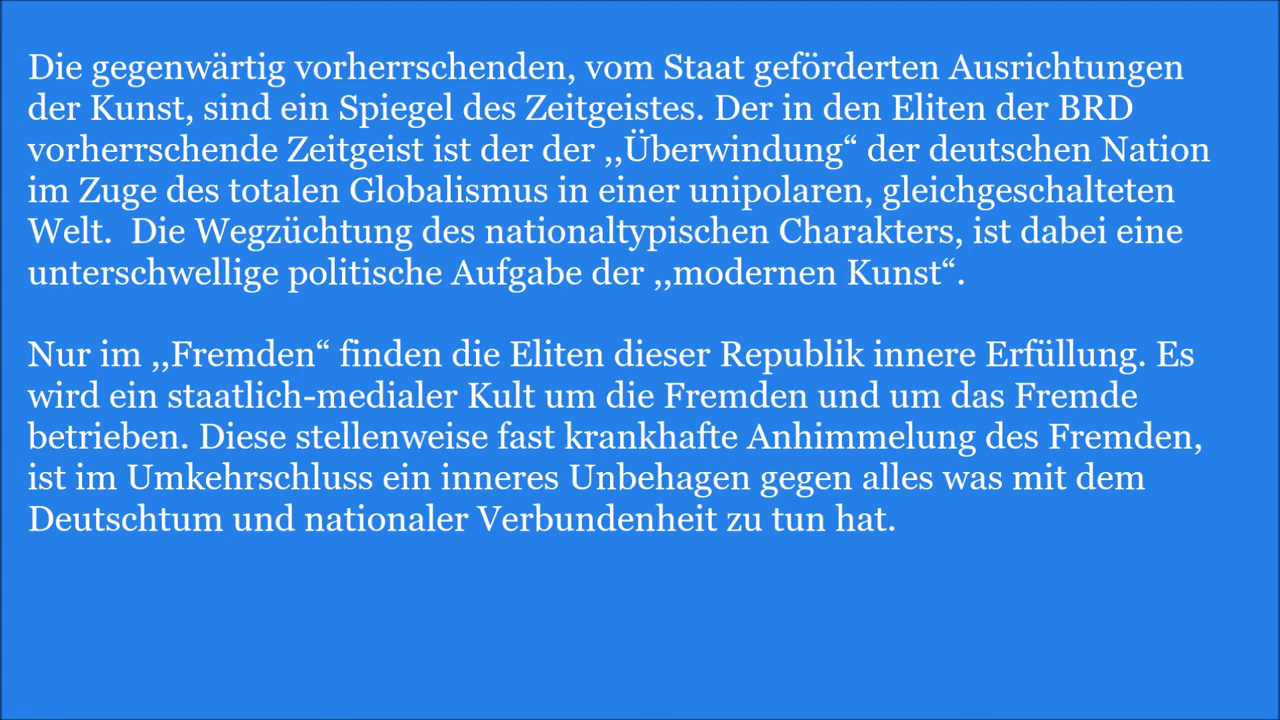 Die gegenwärtig vorherrschenden, vom Staat geförderten Ausrichtungen
der Kunst, sind ein Spiegel des Zeitgeistes. Der in den Eliten der BRD
vorherrschende Zeitgeist ist der der ,,Überwindung“ der deutschen Nation
im Zuge des totalen Globalismus in einer unipolaren, gleichgeschalteten
Welt.  Die Wegzüchtung des nationaltypischen Charakters, ist dabei eine
unterschwellige politische Aufgabe der ,,modernen Kunst“.

Nur im ,,Fremden“ finden die Eliten dieser Republik innere Erfüllung. Es
wird ein staatlich-medialer Kult um die Fremden und um das Fremde
betrieben. Diese stellenweise fast krankhafte Anhimmelung des Fremden,
ist im Umkehrschluss ein inneres Unbehagen gegen alles was mit dem
Deutschtum und nationaler Verbundenheit zu tun hat.